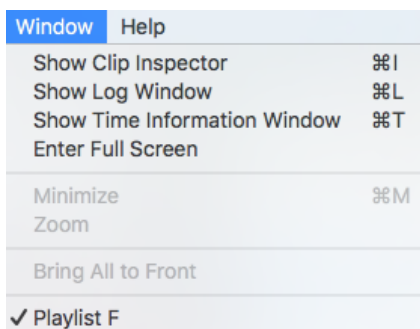 Window Help
Show Clip Inspector ⌘I
Show Log Window ⌘L
Show Time Information Window ⌘T
Enter Full Screen
Minimize ⌘M
Zoom
Bring All to Front
✓ Playlist F